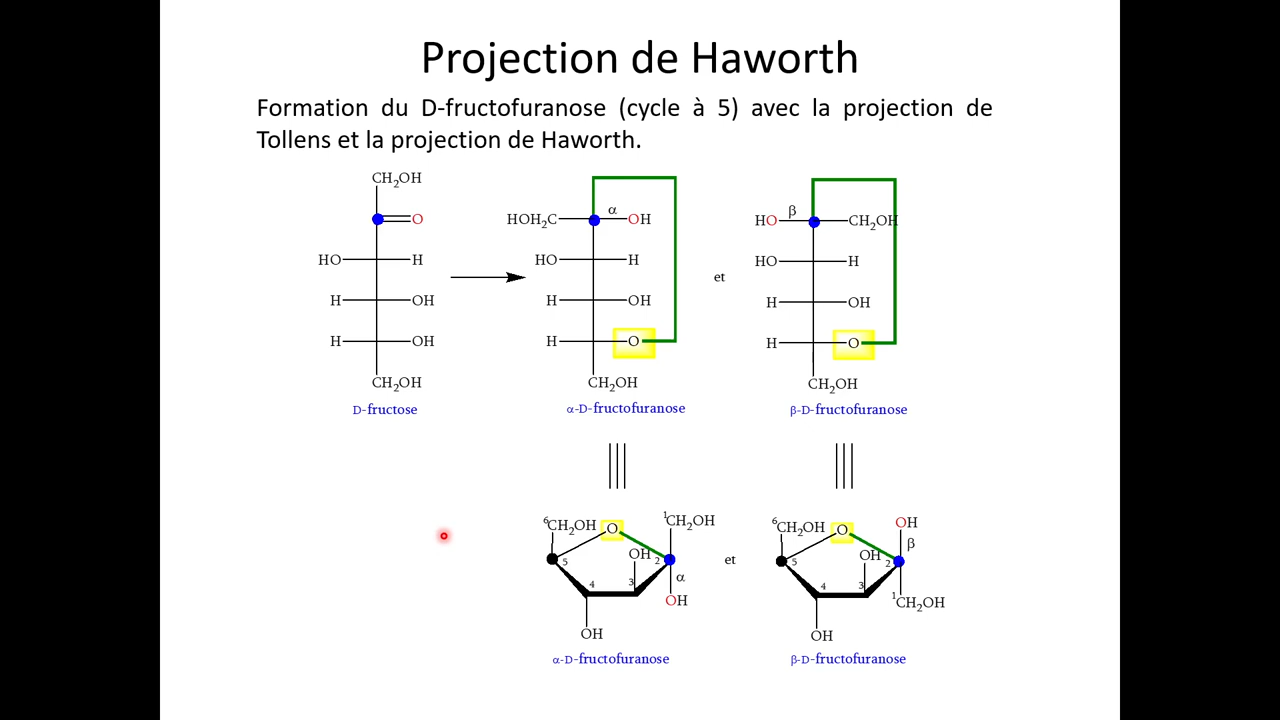 Projection de Haworth
Formation du D-fructofuranose (cycle à 5) avec la projection de
Tollens et la projection de Haworth.
CH₂OH
O
HO H
H OH
H OH
CH₂OH
D-fructose
HOH₂C α OH
HO H
H OH
H O
CH₂OH
α-D-fructofuranose
et
HO β CH₂OH
HO H
H OH
H O
CH₂OH
β-D-fructofuranose
⁶CH₂OH O ¹CH₂OH
5 OH 2
4 3 α
OH
OH
α-D-fructofuranose
et
⁶CH₂OH O OH
β
5 OH 2
4 3 ¹CH₂OH
OH
β-D-fructofuranose